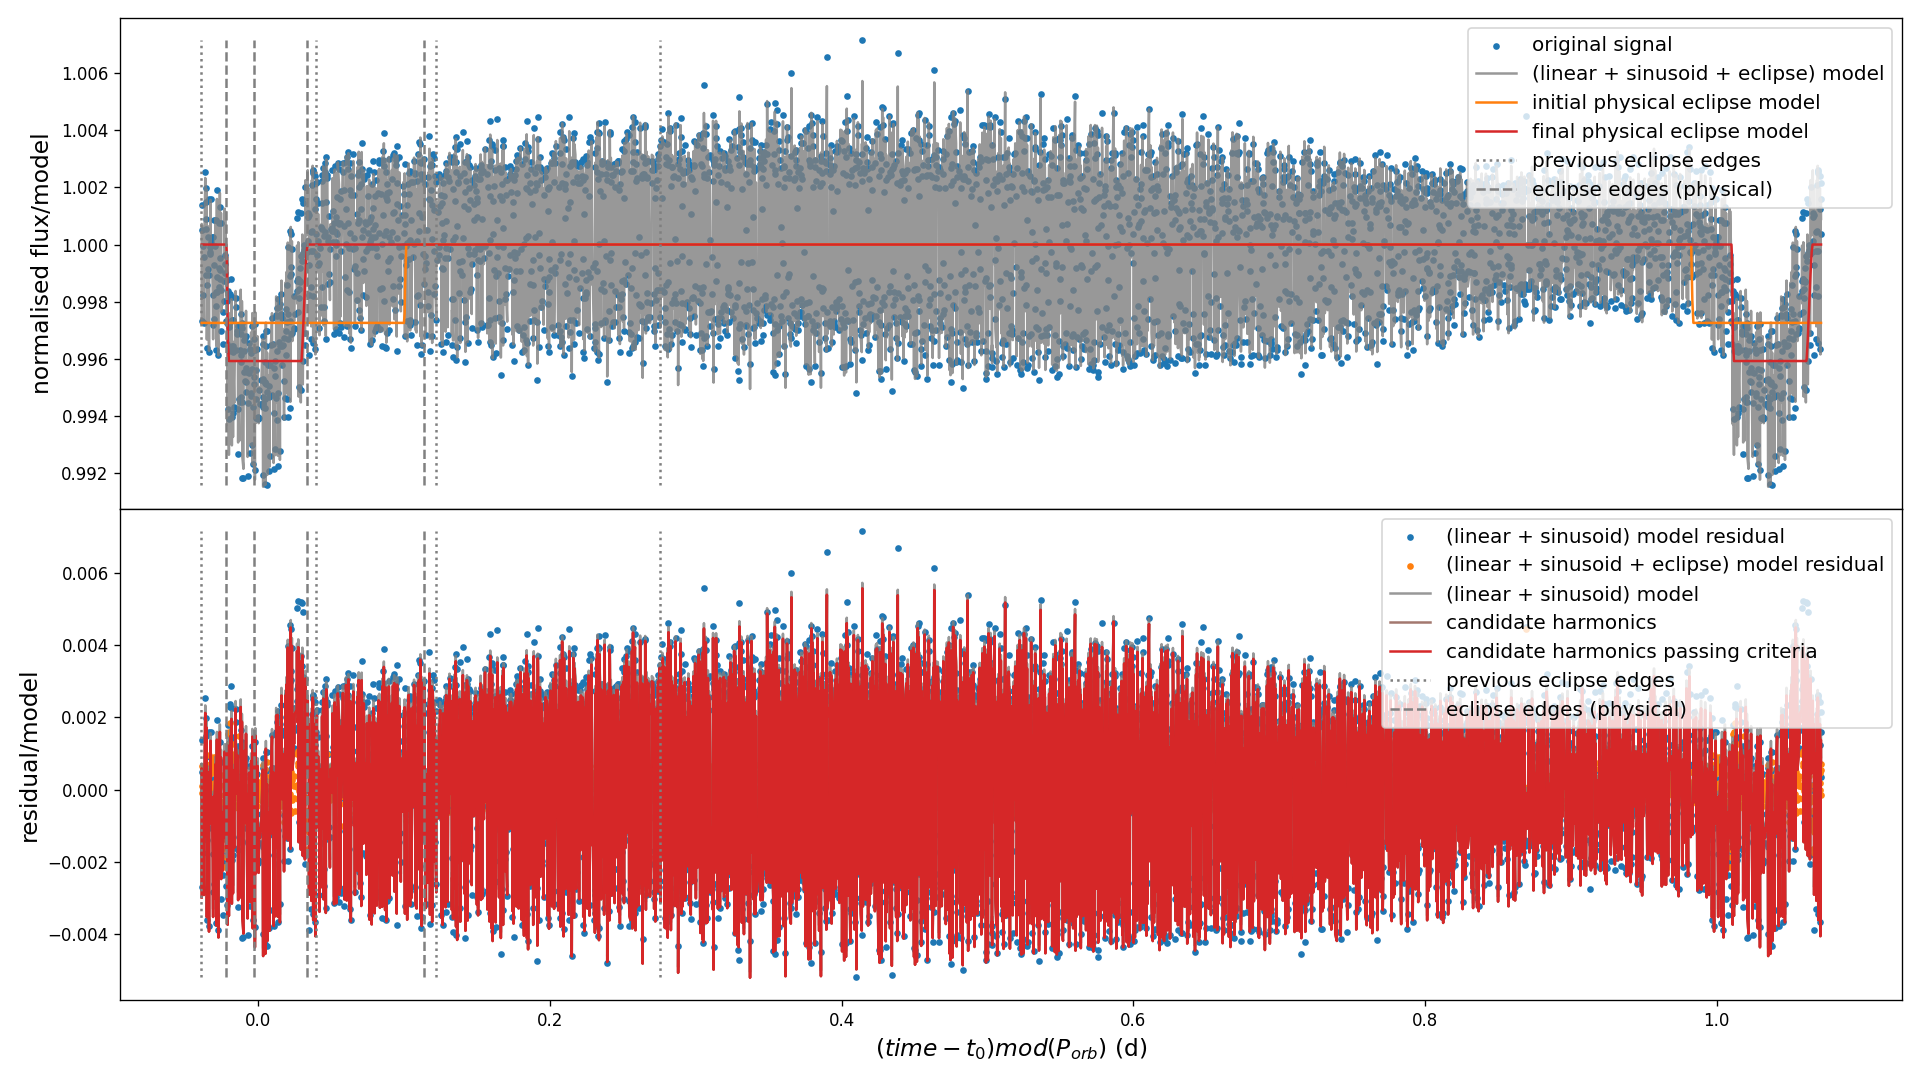 normalised flux/model
1.006
1.004
1.002
1.000
0.998
0.996
0.994
0.992
original signal
(linear + sinusoid + eclipse) model
initial physical eclipse model
final physical eclipse model
previous eclipse edges
eclipse edges (physical)
residual/model
0.006
0.004
0.002
0.000
−0.002
−0.004
(linear + sinusoid) model residual
(linear + sinusoid + eclipse) model residual
(linear + sinusoid) model
candidate harmonics
candidate harmonics passing criteria
previous eclipse edges
eclipse edges (physical)
0.0 0.2 0.4 0.6 0.8 1.0
(time − t₀)mod(P_orb) (d)